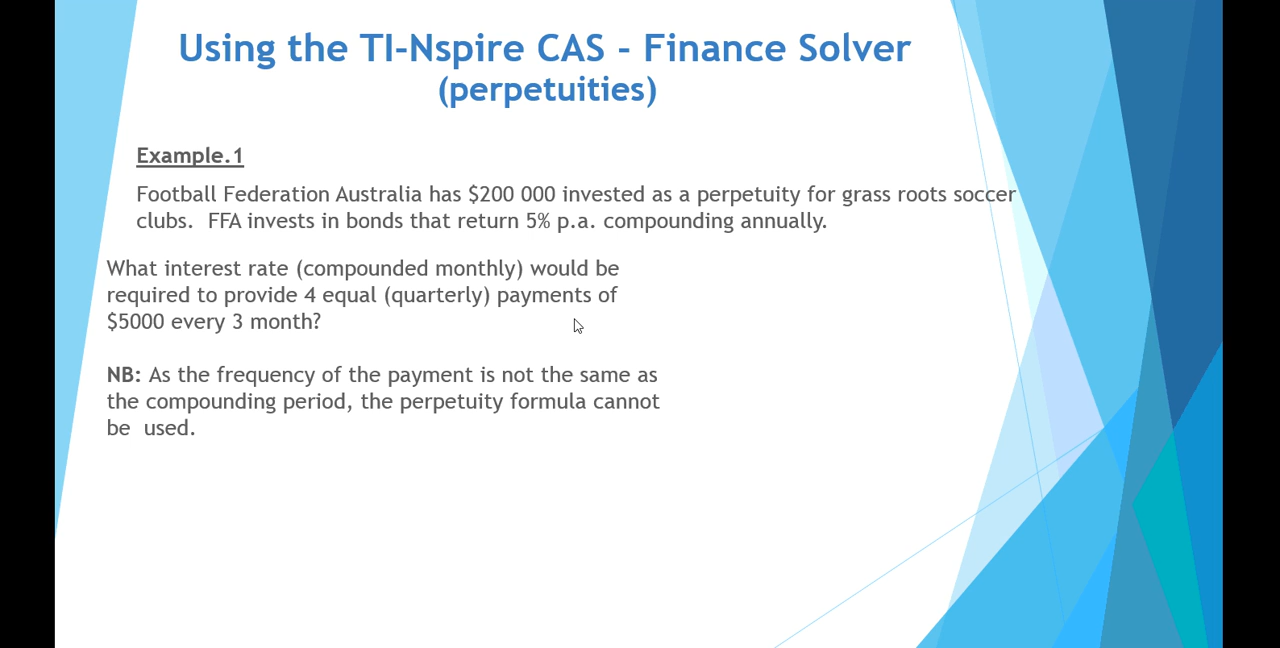 Using the TI-Nspire CAS - Finance Solver
(perpetuities)
Example.1
Football Federation Australia has $200 000 invested as a perpetuity for grass roots soccer
clubs.  FFA invests in bonds that return 5% p.a. compounding annually.
What interest rate (compounded monthly) would be
required to provide 4 equal (quarterly) payments of
$5000 every 3 month?
NB: As the frequency of the payment is not the same as
the compounding period, the perpetuity formula cannot
be  used.